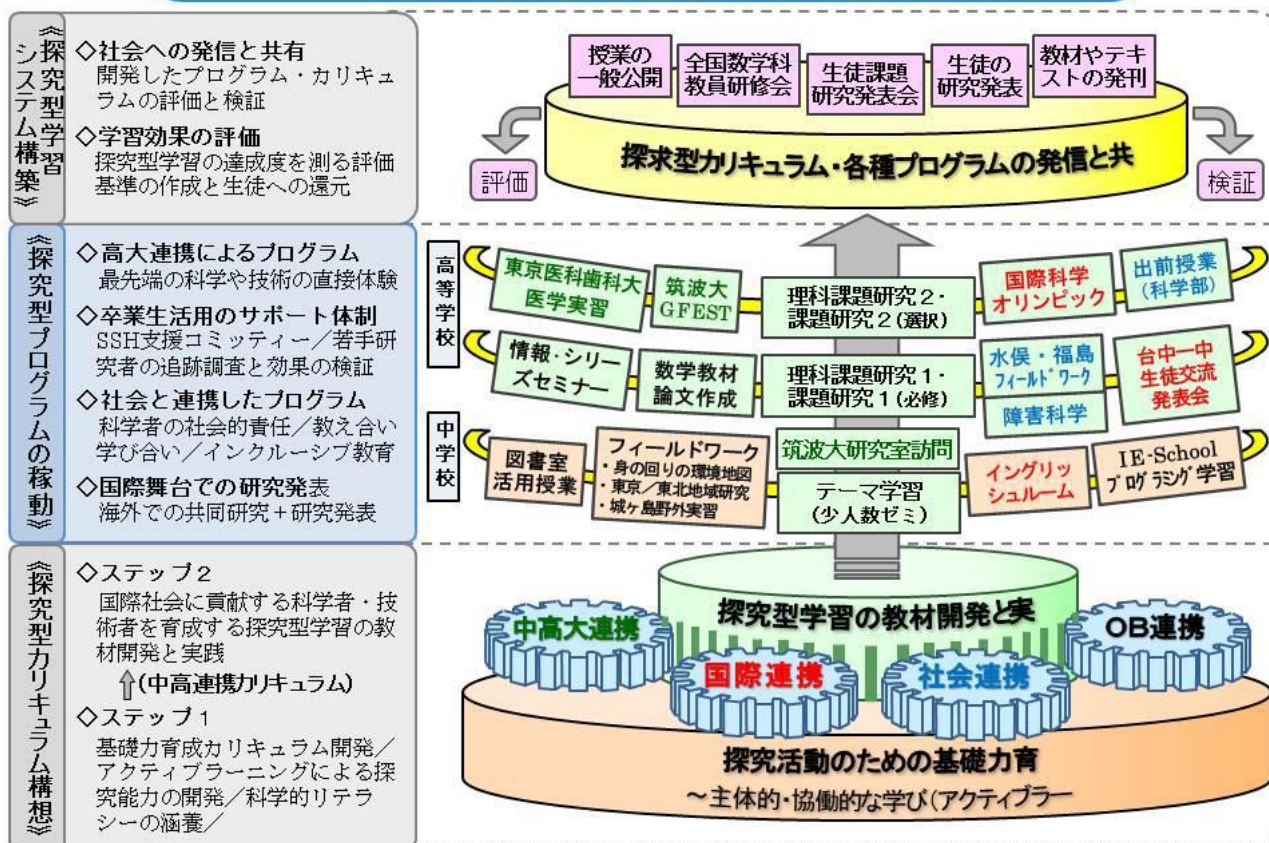 《探究型学習
システム構築》
◇社会への発信と共有
開発したプログラム・カリキュ
ラムの評価と検証
◇学習効果の評価
探究型学習の達成度を測る評価
基準の作成と生徒への還元
授業の
一般公開
全国数学科
教員研修会
生徒課題
研究発表会
生徒の
研究発表
教材やテキ
ストの発刊
探求型カリキュラム・各種プログラムの発信と共
評価
検証
《探究型プログラムの稼動》
◇高大連携によるプログラム
最先端の科学や技術の直接体験
◇卒業生活用のサポート体制
SSH支援コミッティー/若手研
究者の追跡調査と効果の検証
◇社会と連携したプログラム
科学者の社会的責任/教え合い
学び合い/インクルーシブ教育
◇国際舞台での研究発表
海外での共同研究+研究発表
高等学校
東京医科歯科大
医学実習
筑波大
GFEST
理科課題研究2・
課題研究2(選択)
国際科学
オリンピック
出前授業
(科学部)
情報・シリー
ズセミナー
数学教材
論文作成
理科課題研究1・
課題研究1(必修)
水俣・福島
フィールドワーク
障害科学
台中一中
生徒交流
発表会
中学校
図書室
活用授業
フィールドワーク
・身の回りの環境地図
・東京/東北地域研究
・城ヶ島野外実習
筑波大研究室訪問
テーマ学習
(少人数ゼミ)
イングリッ
シュルーム
IE-School
プログラミング学習
《探究型カリキュラム構想》
◇ステップ2
国際社会に貢献する科学者・技
術者を育成する探究型学習の教
材開発と実践
⇧(中高連携カリキュラム)
◇ステップ1
基礎力育成カリキュラム開発/
アクティブラーニングによる探
究能力の開発/科学的リテラ
シーの涵養/
探究型学習の教材開発と実
中高大連携
国際連携
社会連携
OB連携
探究活動のための基礎力育
~主体的・協働的な学び(アクティブラー